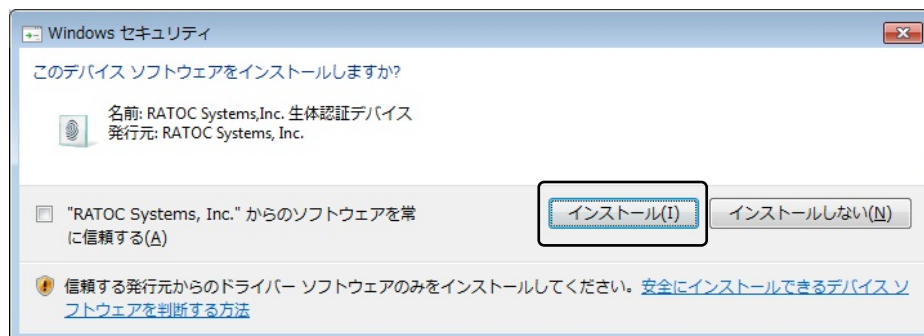 Windows セキュリティ
このデバイス ソフトウェアをインストールしますか?
名前: RATOC Systems,Inc. 生体認証デバイス
発行元: RATOC Systems, Inc.
"RATOC Systems, Inc." からのソフトウェアを常
に信頼する(A)
インストール(I)
インストールしない(N)
信頼する発行元からのドライバー ソフトウェアのみをインストールしてください。安全にインストールできるデバイス ソ
フトウェアを判断する方法